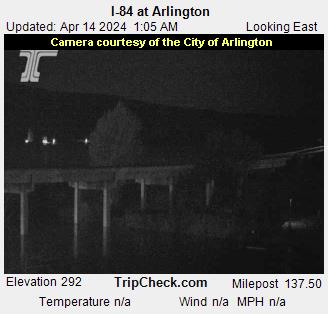 I-84 at Arlington
Updated: Apr 14 2024 1:05 AM Looking East
Camera courtesy of the City of Arlington
Elevation 292 TripCheck.com Milepost 137.50
Temperature n/a Wind n/a MPH n/a